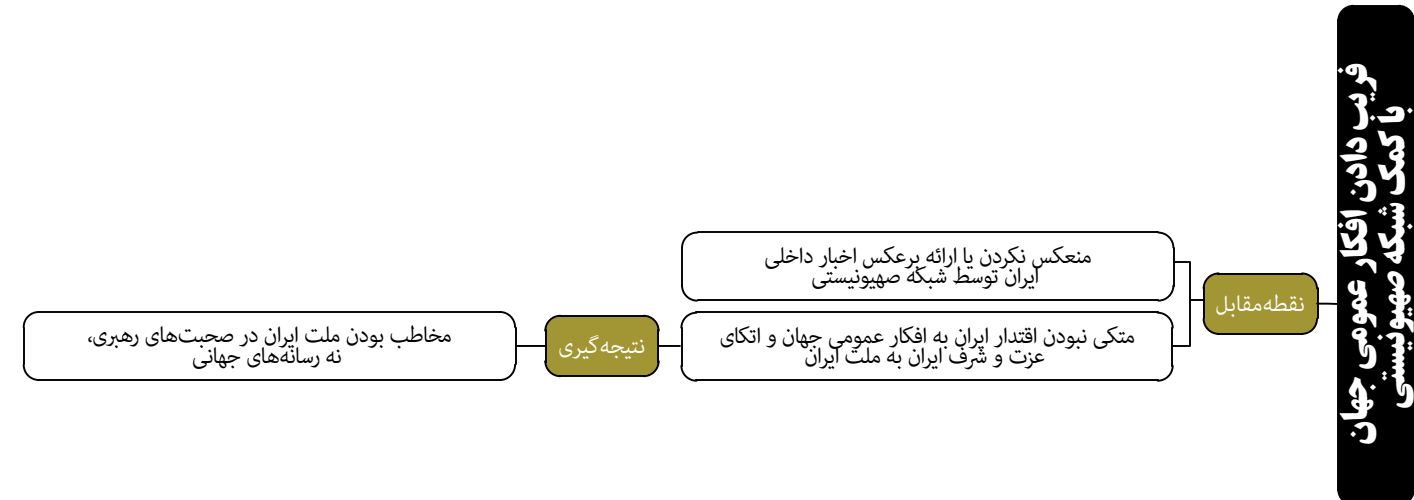 فریب دادن افکار عمومی جهان
با کمک شبکه صهیونیستی
نقطه‌مقابل
منعکس نکردن یا ارائه برعکس اخبار داخلی
ایران توسط شبکه صهیونیستی
متکی نبودن اقتدار ایران به افکار عمومی جهان و اتکای
عزت و شرف ایران به ملت ایران
نتیجه‌گیری
مخاطب بودن ملت ایران در صحبت‌های رهبری،
نه رسانه‌های جهانی